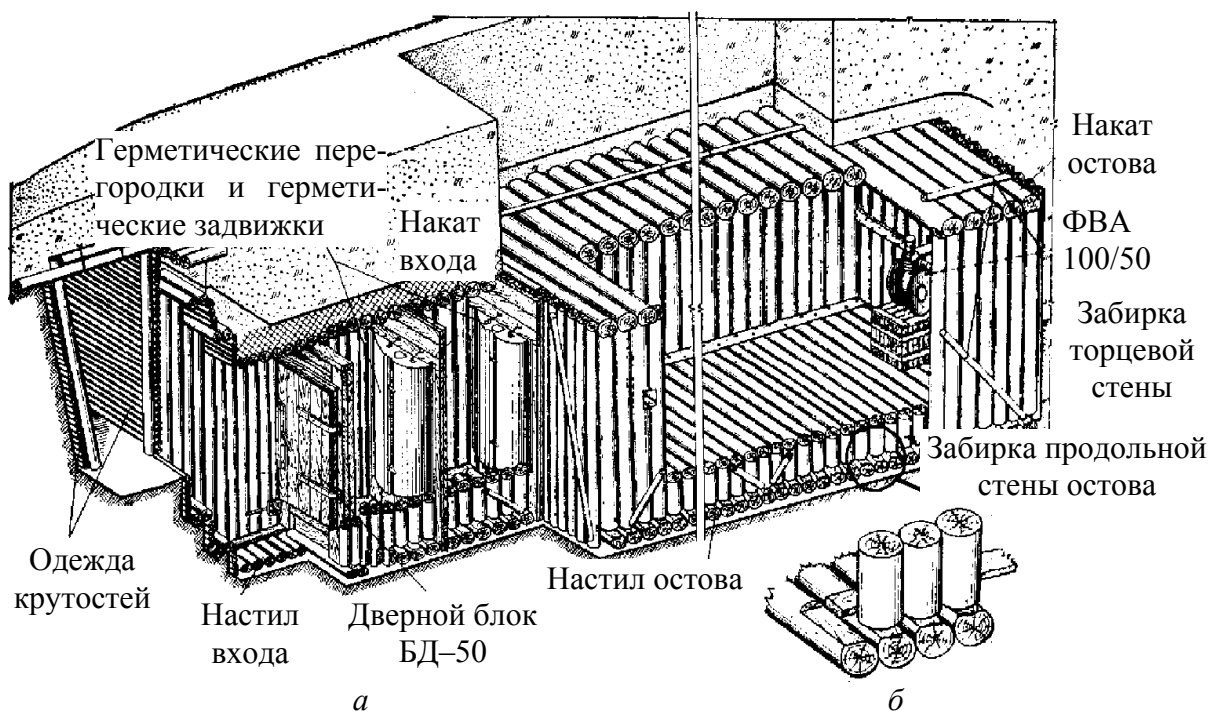 Герметические пере-
городки и гермети-
ческие задвижки
Накат
входа
Накат
остова
ФВА
100/50
Забирка
торцевой
стены
Забирка продольной
стены остова
Одежда
крутостей
Настил
входа
Дверной блок
БД–50
Настил остова
а
б